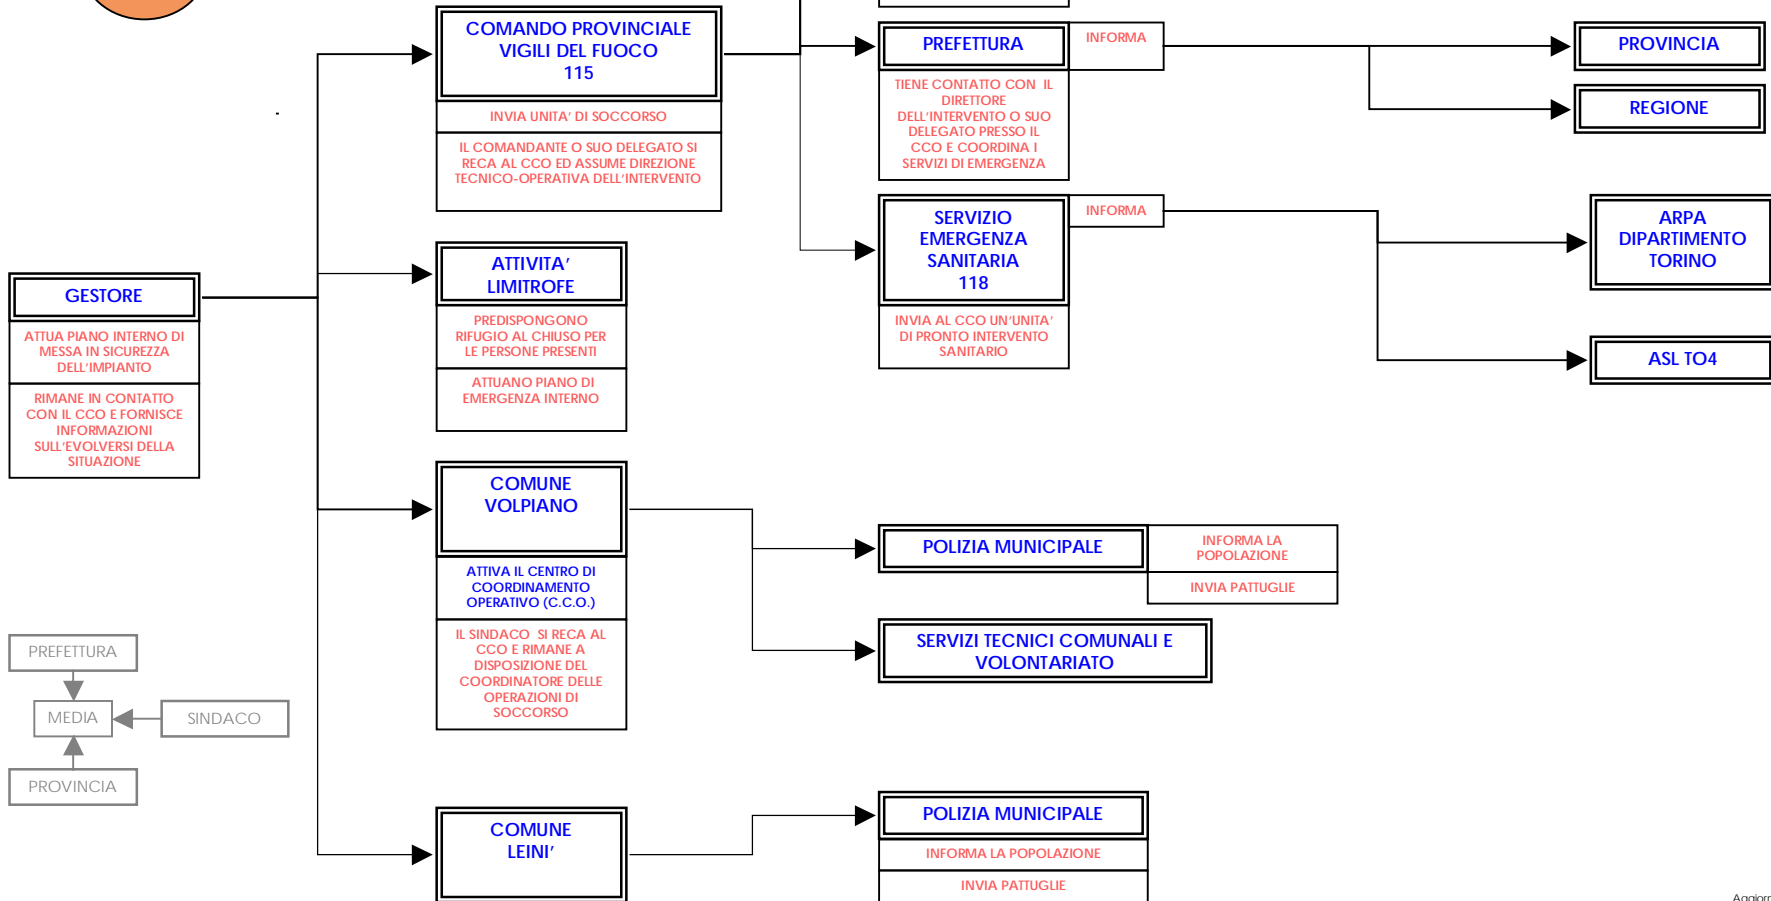 COMANDO PROVINCIALE
VIGILI DEL FUOCO
115
INVIA UNITA' DI SOCCORSO
IL COMANDANTE O SUO DELEGATO SI
RECA AL CCO ED ASSUME DIREZIONE
TECNICO-OPERATIVA DELL'INTERVENTO
PREFETTURA
INFORMA
TIENE CONTATTO CON IL
DIRETTORE
DELL'INTERVENTO O SUO
DELEGATO PRESSO IL
CCO E COORDINA I
SERVIZI DI EMERGENZA
PROVINCIA
REGIONE
SERVIZIO
EMERGENZA
SANITARIA
118
INFORMA
INVIA AL CCO UN'UNITA'
DI PRONTO INTERVENTO
SANITARIO
ARPA
DIPARTIMENTO
TORINO
ASL TO4
GESTORE
ATTUA PIANO INTERNO DI
MESSA IN SICUREZZA
DELL'IMPIANTO
RIMANE IN CONTATTO
CON IL CCO E FORNISCE
INFORMAZIONI
SULL'EVOLVERSI DELLA
SITUAZIONE
ATTIVITA'
LIMITROFE
PREDISPONGONO
RIFUGIO AL CHIUSO PER
LE PERSONE PRESENTI
ATTUANO PIANO DI
EMERGENZA INTERNO
COMUNE
VOLPIANO
ATTIVA IL CENTRO DI
COORDINAMENTO
OPERATIVO (C.C.O.)
IL SINDACO SI RECA AL
CCO E RIMANE A
DISPOSIZIONE DEL
COORDINATORE DELLE
OPERAZIONI DI
SOCCORSO
POLIZIA MUNICIPALE
INFORMA LA
POPOLAZIONE
INVIA PATTUGLIE
SERVIZI TECNICI COMUNALI E
VOLONTARIATO
PREFETTURA
MEDIA
SINDACO
PROVINCIA
COMUNE
LEINI'
POLIZIA MUNICIPALE
INFORMA LA POPOLAZIONE
INVIA PATTUGLIE